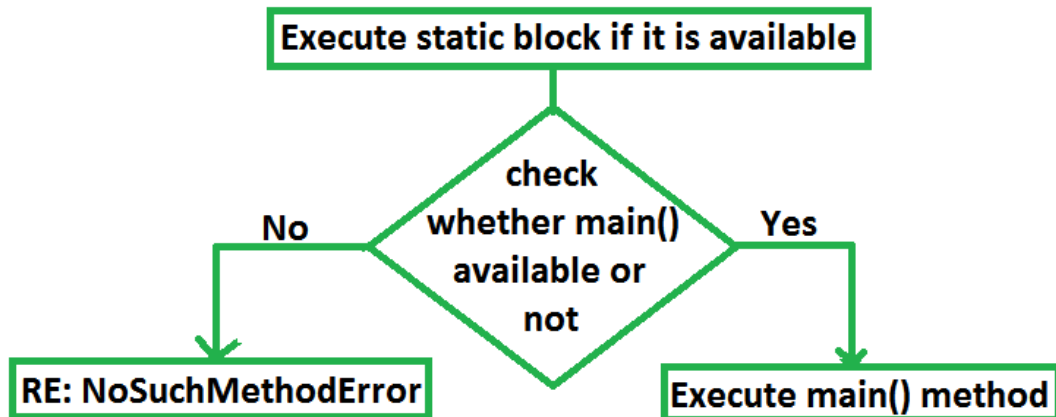 Execute static block if it is available
check
whether main()
available or
not
No
Yes
RE: NoSuchMethodError
Execute main() method